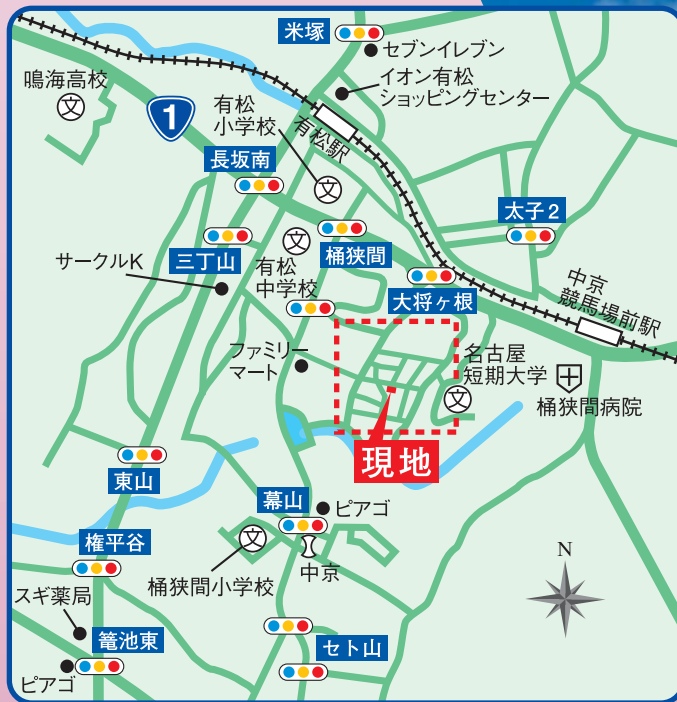 米塚
セブンイレブン
イオン有松
ショッピングセンター
鳴海高校
文
1
有松
小学校
有松駅
長坂南
文
太子2
三丁山
文
桶狭間
サークルK
有松
中学校
大将ヶ根
中京
競馬場前駅
ファミリー
マート
名古屋
短期大学
文
桶狭間病院
現地
東山
幕山
ピアゴ
権平谷
文
中京
桶狭間小学校
N
スギ薬局
篭池東
セト山
ピアゴ